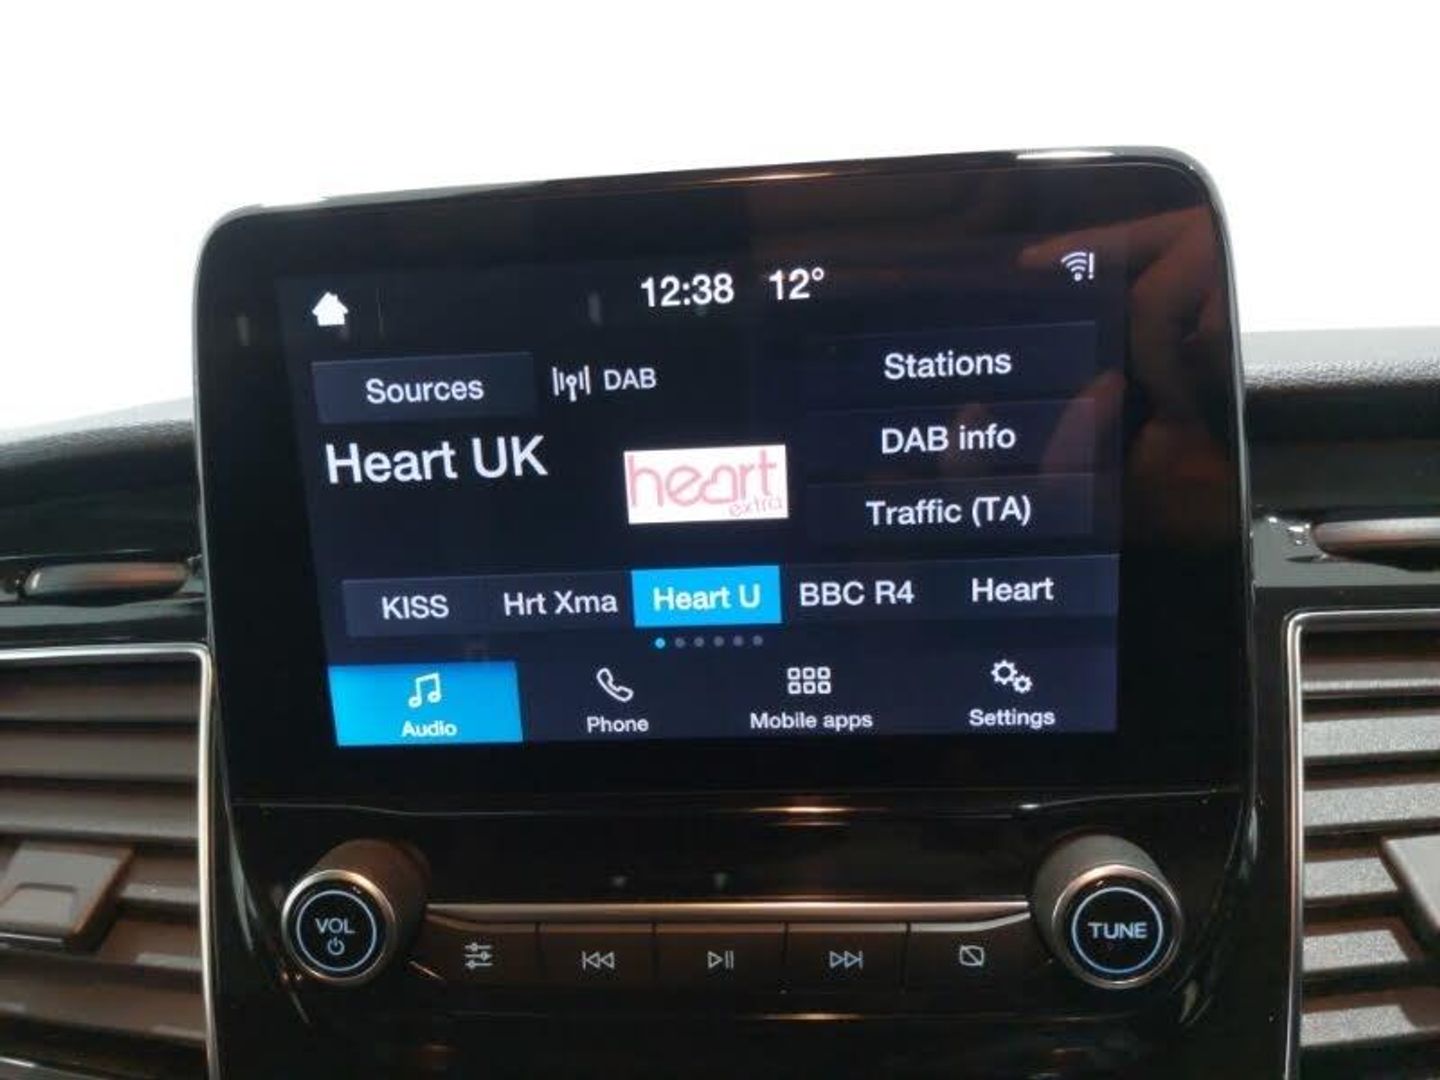 12:38 12°
Sources DAB Stations
Heart UK
heart
extra
DAB info
Traffic (TA)
KISS Hrt Xma Heart U BBC R4 Heart
Audio Phone Mobile apps Settings
VOL
TUNE